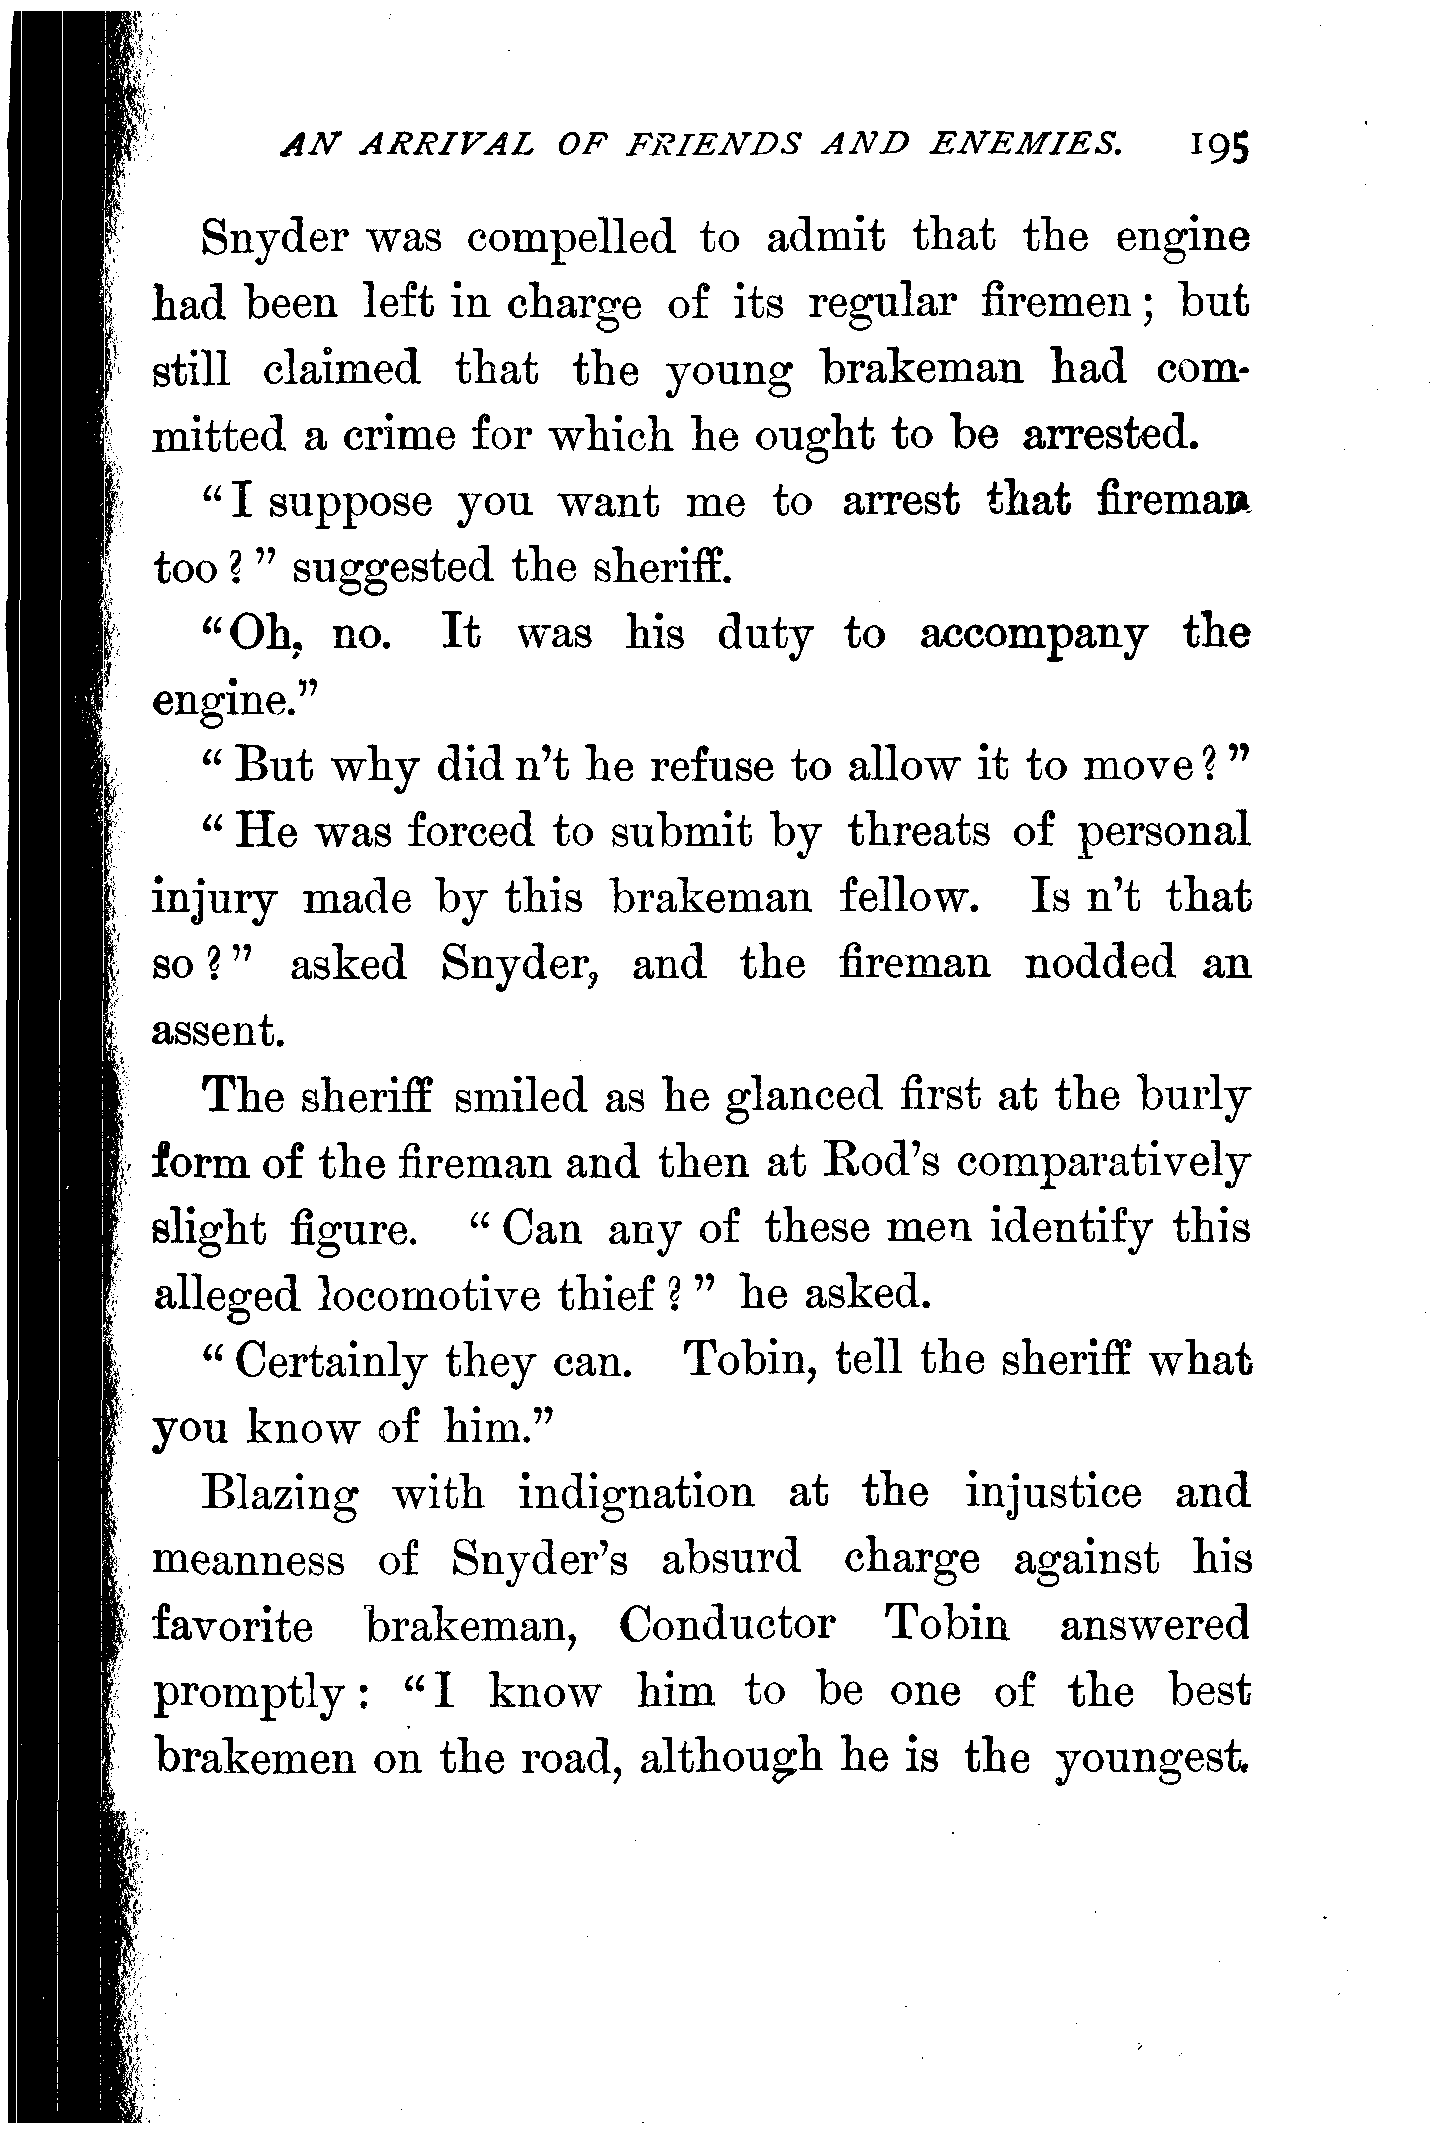 AN ARRIVAL OF FRIENDS AND ENEMIES. 195
Snyder was compelled to admit that the engine
had been left in charge of its regular firemen; but
still claimed that the young brakeman had com-
mitted a crime for which he ought to be arrested.
"I suppose you want me to arrest that fireman
too?" suggested the sheriff.
"Oh, no. It was his duty to accompany the
engine."
"But why did n't he refuse to allow it to move?"
"He was forced to submit by threats of personal
injury made by this brakeman fellow. Is n't that
so?" asked Snyder, and the fireman nodded an
assent.
The sheriff smiled as he glanced first at the burly
form of the fireman and then at Rod's comparatively
slight figure. "Can any of these men identify this
alleged locomotive thief?" he asked.
"Certainly they can. Tobin, tell the sheriff what
you know of him."
Blazing with indignation at the injustice and
meanness of Snyder's absurd charge against his
favorite brakeman, Conductor Tobin answered
promptly: "I know him to be one of the best
brakemen on the road, although he is the youngest.